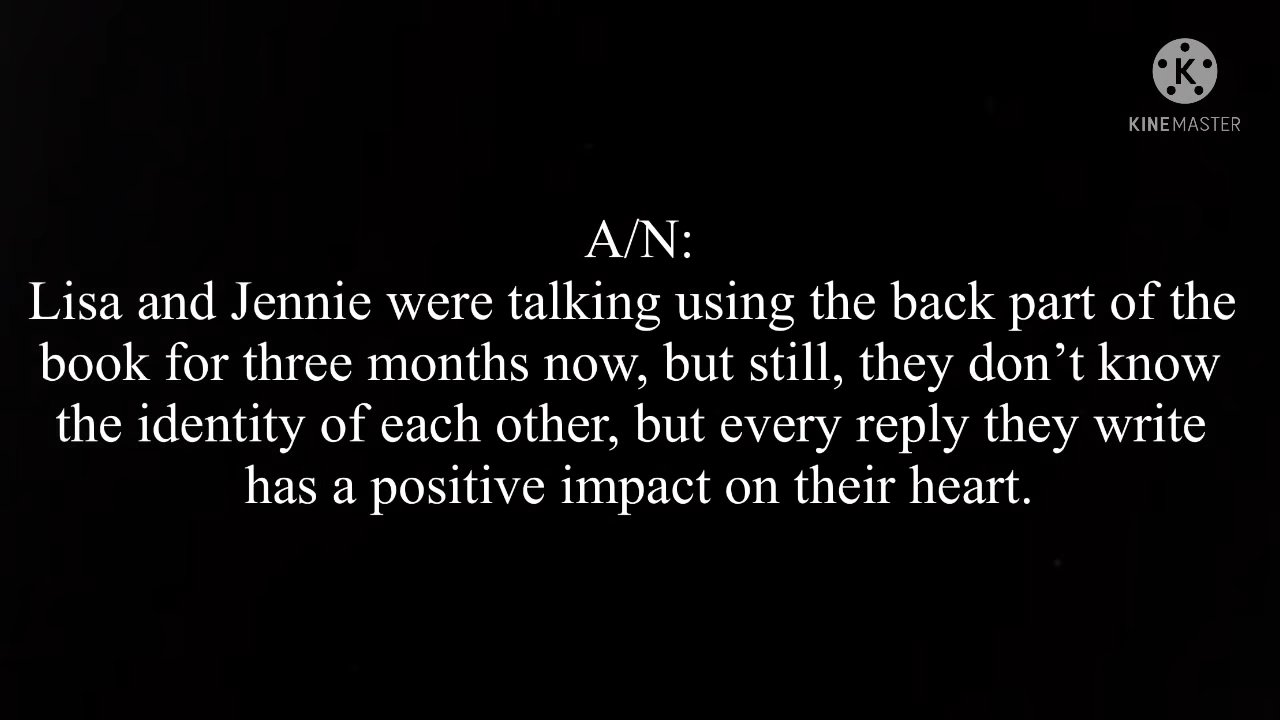 K
KINEMASTER
A/N:
Lisa and Jennie were talking using the back part of the
book for three months now, but still, they don’t know
the identity of each other, but every reply they write
has a positive impact on their heart.